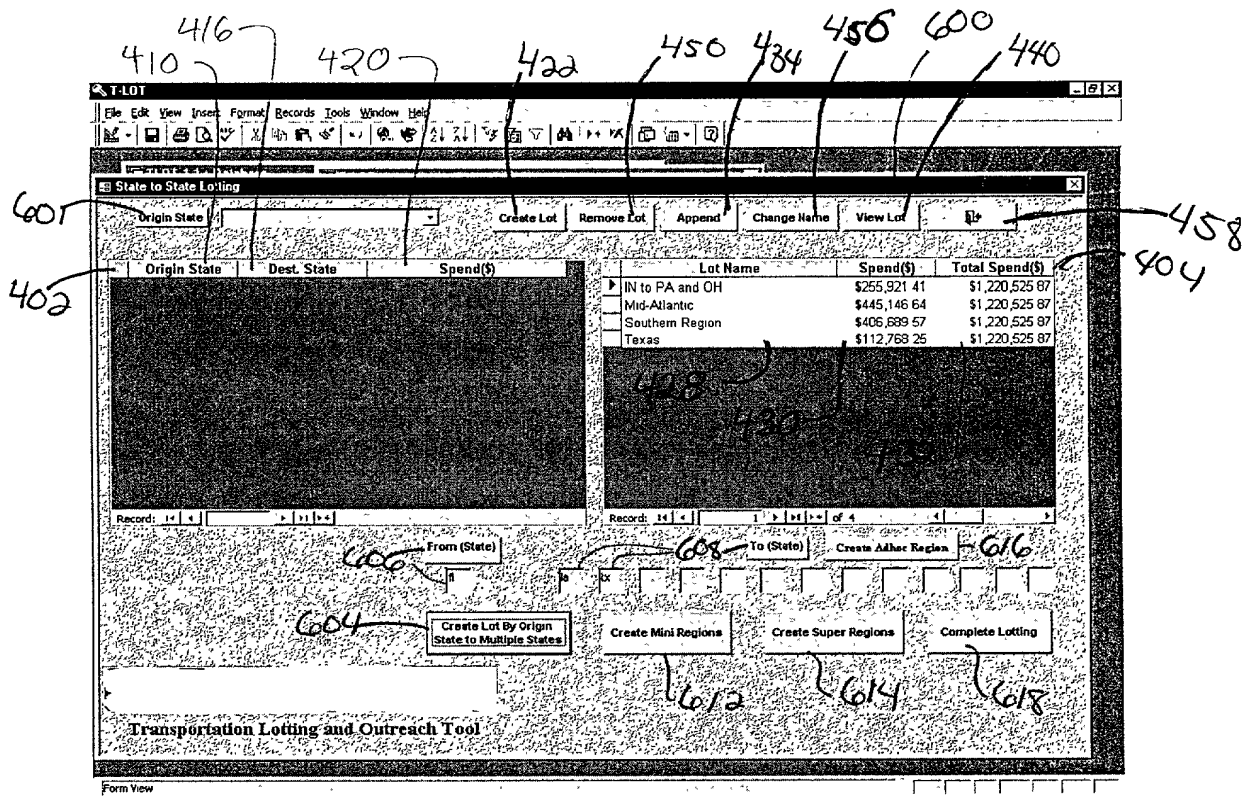 410 416 420 422 450 434 456 600 440
T-LOT
File Edit View Insert Format Records Tools Window Help
State to State Lotting
601 Origin State Create Lot Remove Lot Append Change Name View Lot 458
402 Origin State Dest. State Spend($) Lot Name Spend($) Total Spend($) 404
IN to PA and OH $255,921 41 $1,220,525 87
Mid-Atlantic $445,146 64 $1,220,525 87
Southern Region $406,689 57 $1,220,525 87
Texas $112,768 25 $1,220,525 87
428
430
Record: Record: 1 of 4
606 From (State) 608 To (State) Create Adhoc Region 616
fl la tx
604 Create Lot By Origin
State to Multiple States
Create Mini Regions Create Super Regions Complete Lotting
612 614 618
Transportation Lotting and Outreach Tool
Form View